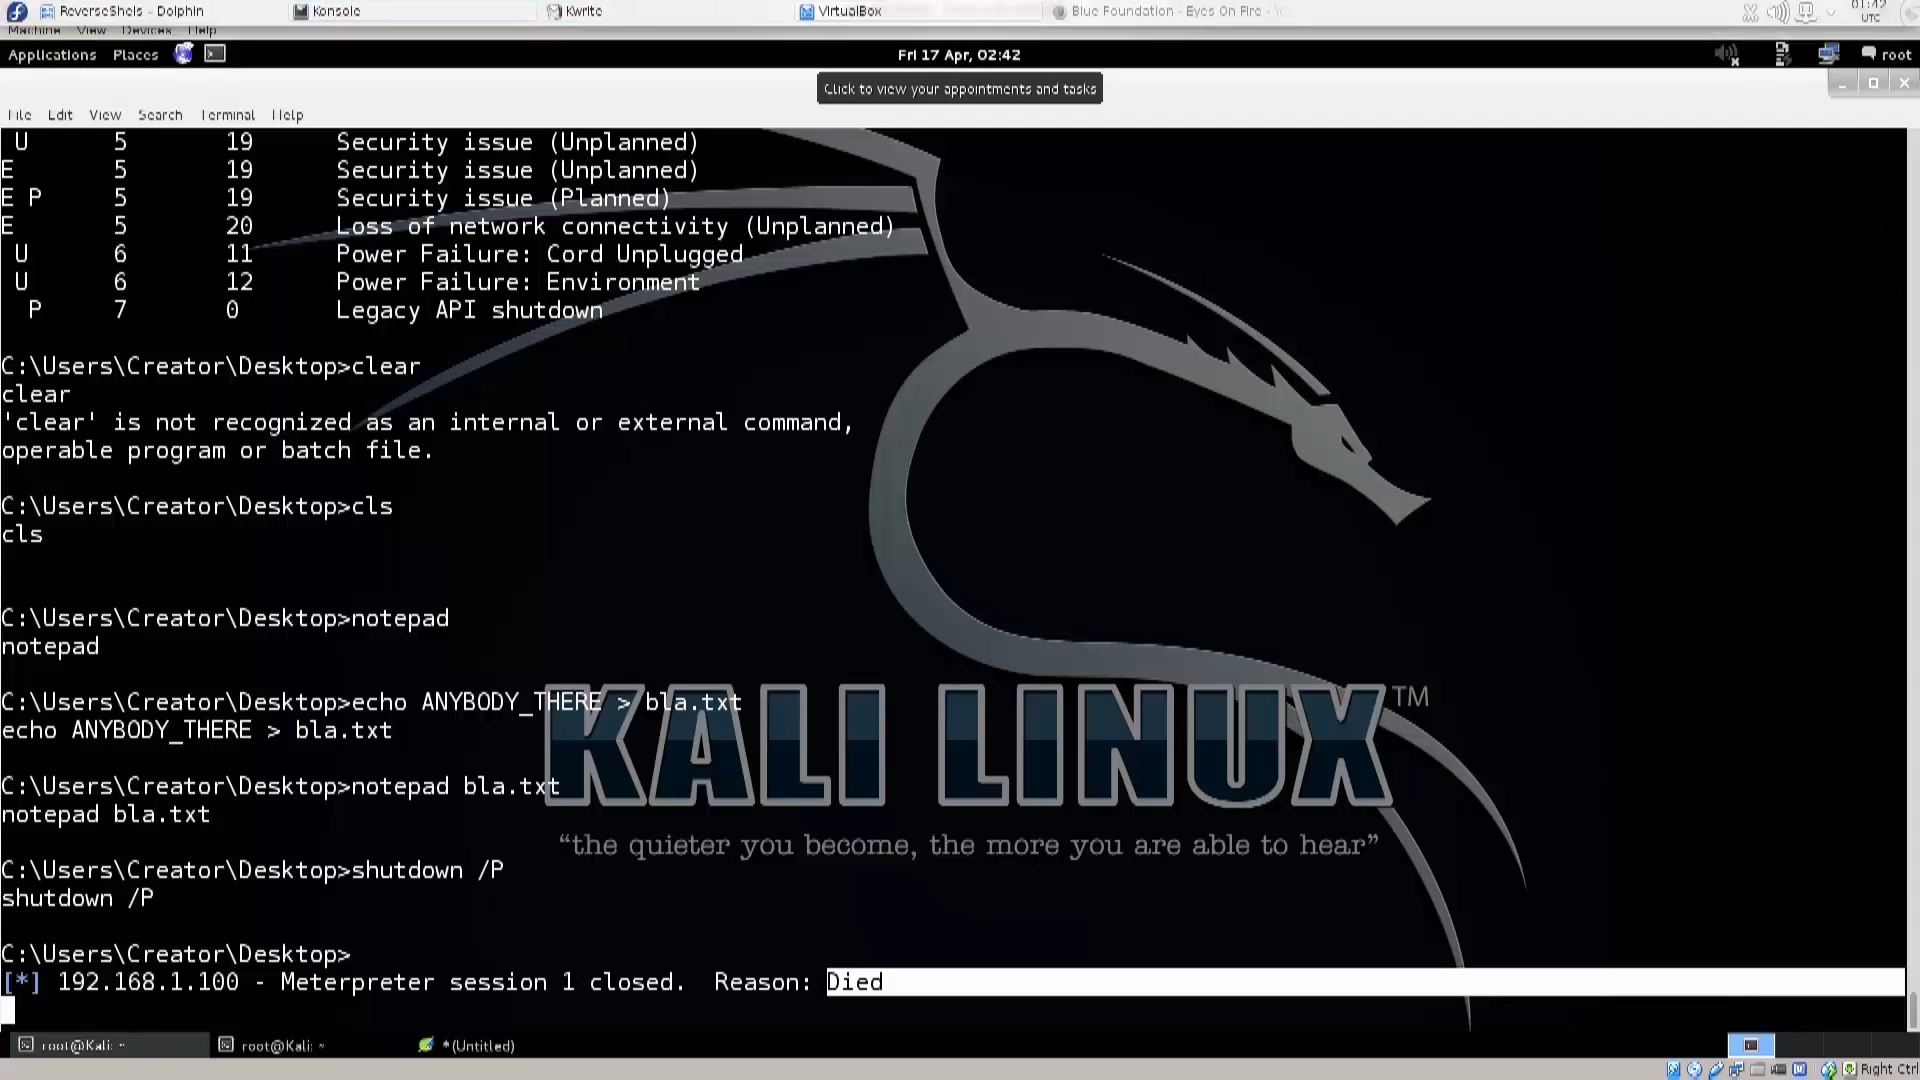 ReverseShels - Dolphin Konsole Kwrite VirtualBox Blue Foundation - Eyes On Fire - 01:42
UTC
Machine View Devices Help
Applications Places Fri 17 Apr, 02:42 root
Click to view your appointments and tasks
File Edit View Search Terminal Help
U 5 19 Security issue (Unplanned)
E 5 19 Security issue (Unplanned)
E P 5 19 Security issue (Planned)
E 5 20 Loss of network connectivity (Unplanned)
U 6 11 Power Failure: Cord Unplugged
U 6 12 Power Failure: Environment
P 7 0 Legacy API shutdown
C:\Users\Creator\Desktop>clear
clear
'clear' is not recognized as an internal or external command,
operable program or batch file.
C:\Users\Creator\Desktop>cls
cls
C:\Users\Creator\Desktop>notepad
notepad
C:\Users\Creator\Desktop>echo ANYBODY_THERE > bla.txt
echo ANYBODY_THERE > bla.txt
KALI LINUX™
C:\Users\Creator\Desktop>notepad bla.txt
notepad bla.txt
“the quieter you become, the more you are able to hear”
C:\Users\Creator\Desktop>shutdown /P
shutdown /P
C:\Users\Creator\Desktop>
[*] 192.168.1.100 - Meterpreter session 1 closed.  Reason: Died
root@Kali: ~ root@Kali: ~ *(Untitled)
Right Ctrl